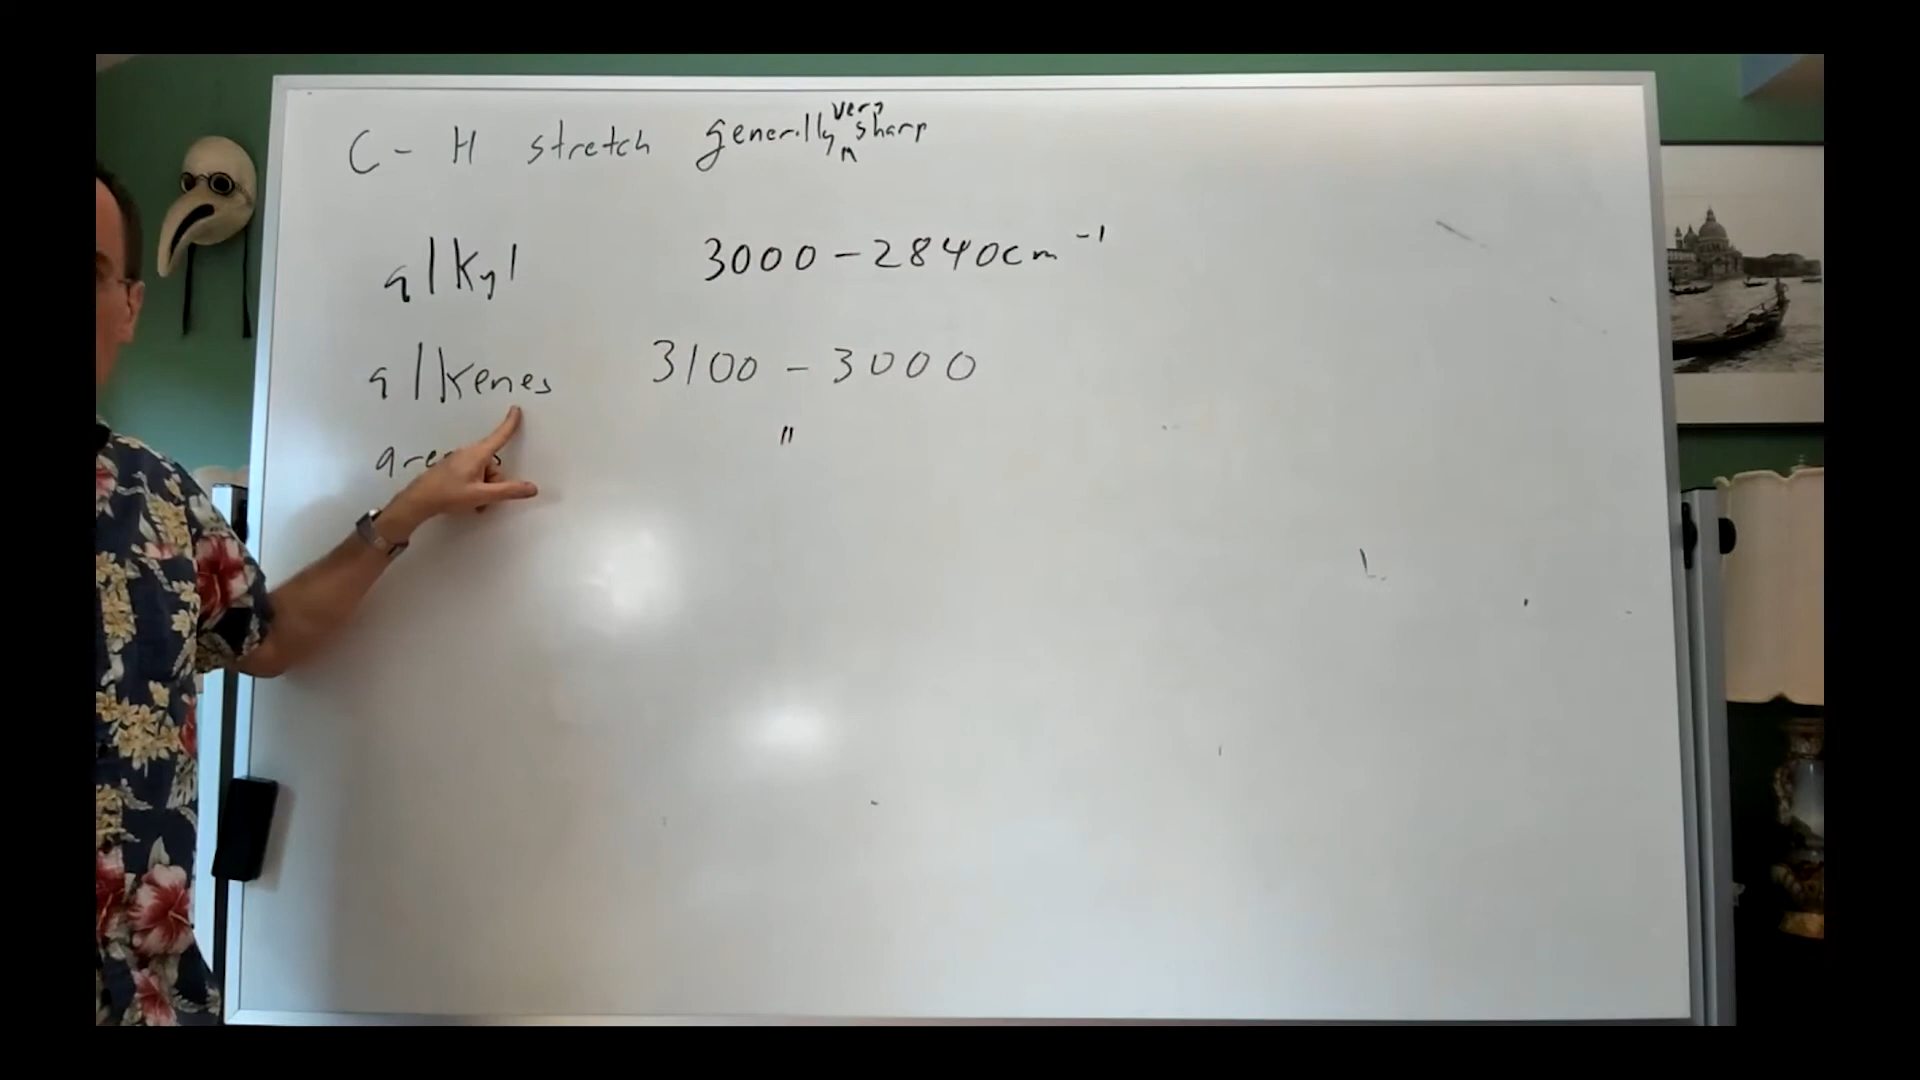 C - H stretch generally very sharp
alkyl 3000 - 2840cm⁻¹
alkenes 3100 - 3000
"